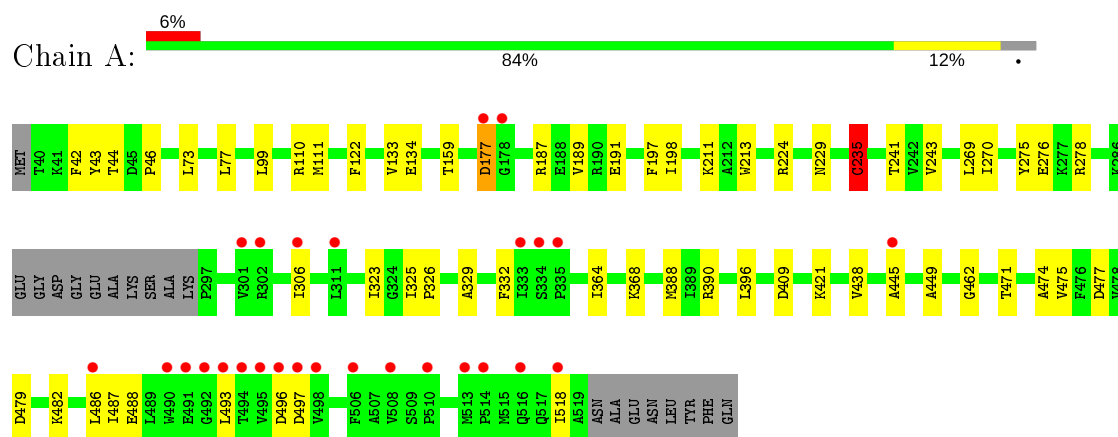 6%
Chain A:
84% 12% •
MET T40 K41 F42 Y43 T44 D45 P46 L73 L77 L99 R110 M111 F122 V133 E134 T159 D177 G178 R187 E188 V189 R190 E191 F197 I198 K211 A212 W213 R224 N229 C235 T241 V242 V243 L269 I270 Y275 E276 K277 R278 K286
GLU GLY ASP GLY GLU ALA LYS SER ALA LYS P297 V301 R302 I306 L311 I323 G324 I325 P326 A329 F332 I333 S334 P335 I364 K368 M388 I389 R390 L396 D409 K421 V438 A445 A449 G462 T471 A474 V475 F476 D477 V478
D479 K482 L486 I487 E488 L489 W490 E491 G492 L493 T494 V495 D496 D497 V498 F506 A507 V508 S509 P510 M513 P514 M515 Q516 Q517 I518 A519 ASN ALA GLU ASN LEU TYR PHE GLN